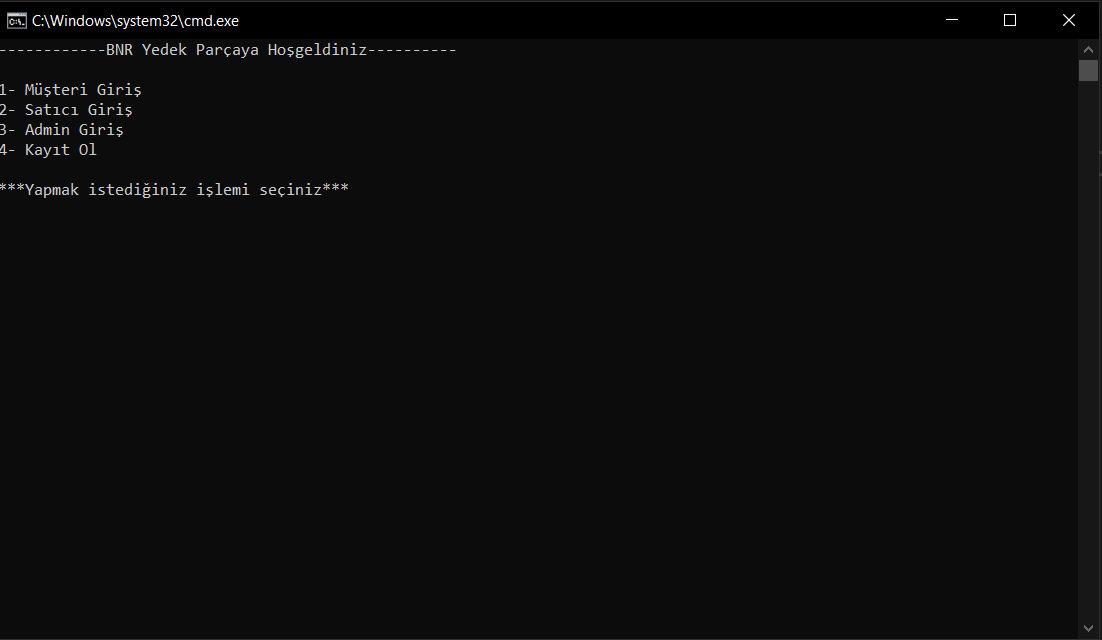 C:\Windows\system32\cmd.exe
------------BNR Yedek Parçaya Hoşgeldiniz----------
1- Müşteri Giriş
2- Satıcı Giriş
3- Admin Giriş
4- Kayıt Ol
***Yapmak istediğiniz işlemi seçiniz***